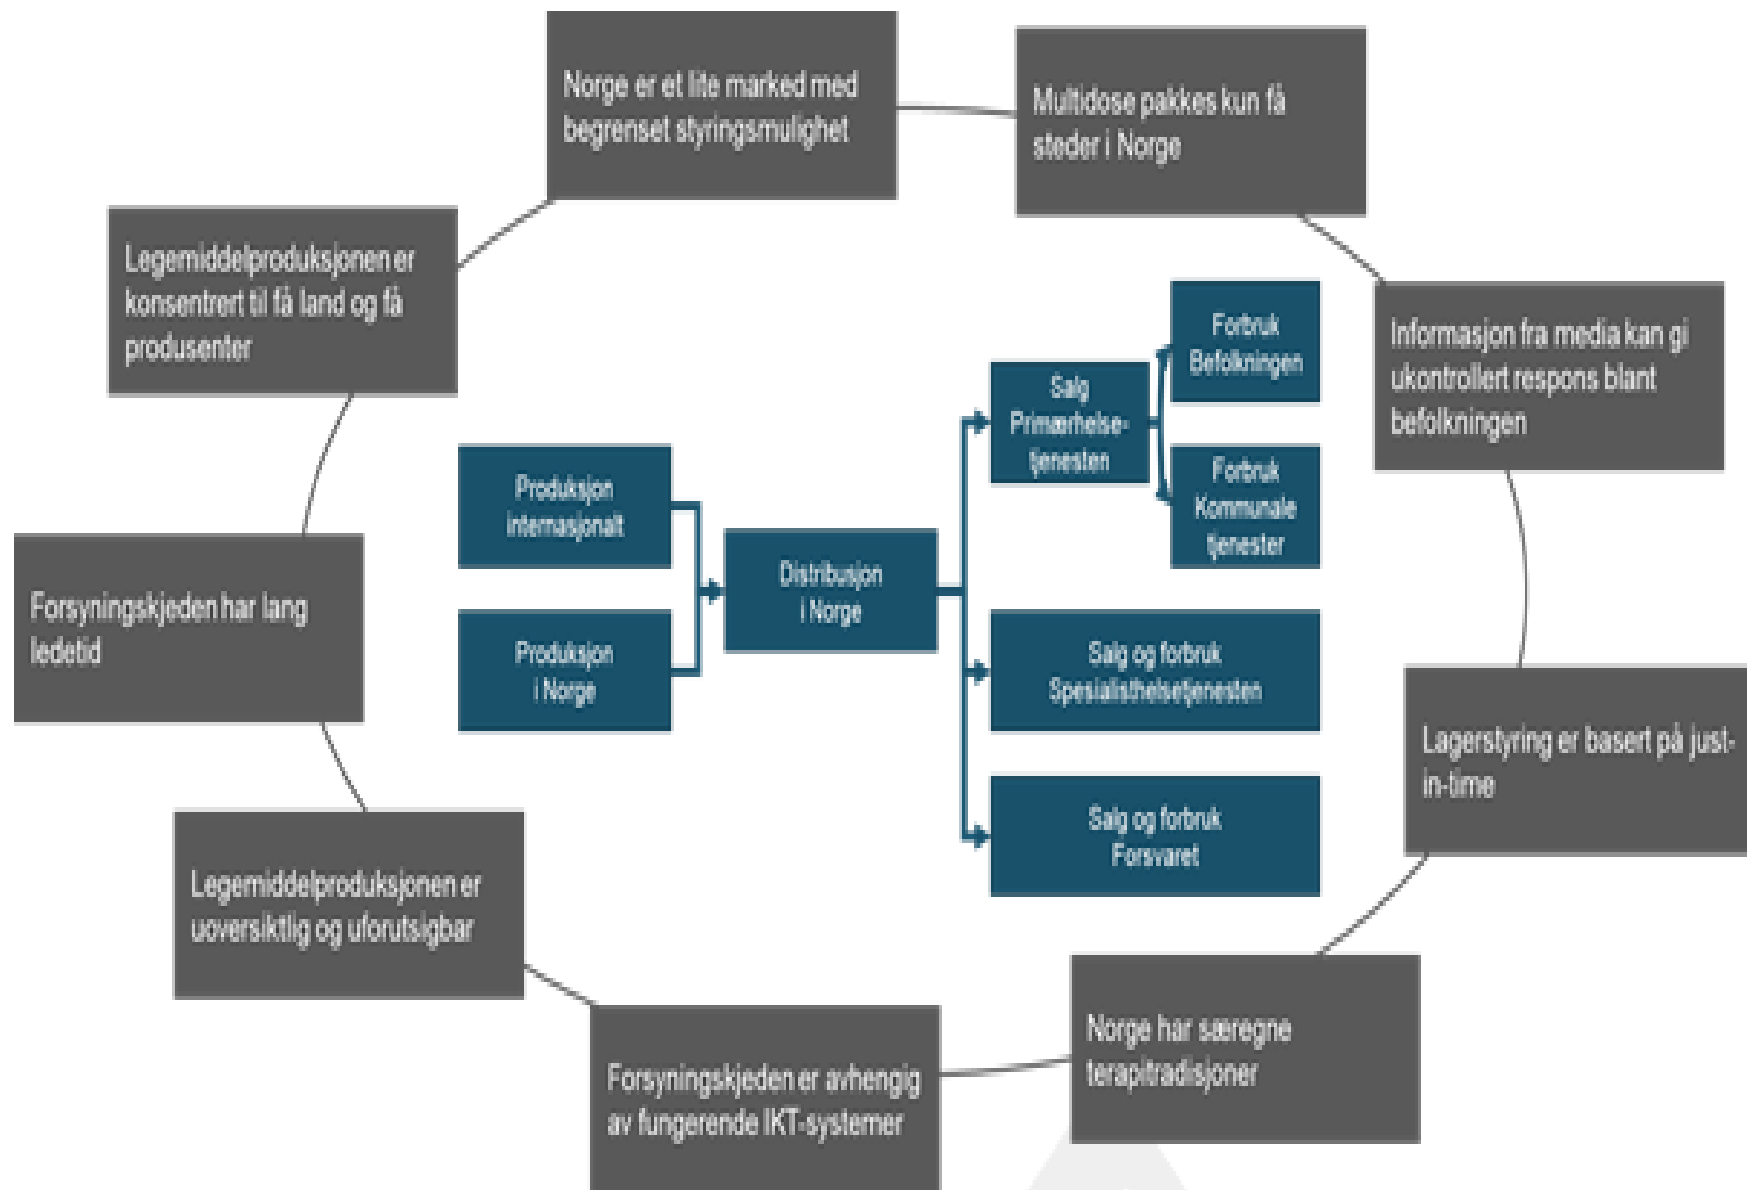 Norge er et lite marked med
begrenset styringsmulighet
Multidose pakkes kun få
steder i Norge
Legemiddelproduksjonen er
konsentrert til få land og få
produsenter
Informasjon fra media kan gi
ukontrollert respons blant
befolkningen
Forbruk
Befolkningen
Salg
Primærhelse-
tjenesten
Forbruk
Kommunale
tjenester
Produksjon
internasjonalt
Distribusjon
i Norge
Produksjon
i Norge
Salg og forbruk
Spesialisthelsetjenesten
Salg og forbruk
Forsvaret
Forsyningskjeden har lang
ledetid
Lagerstyring er basert på just-
in-time
Legemiddelproduksjonen er
uoversiktlig og uforutsigbar
Norge har særegne
terapitradisjoner
Forsyningskjeden er avhengig
av fungerende IKT-systemer